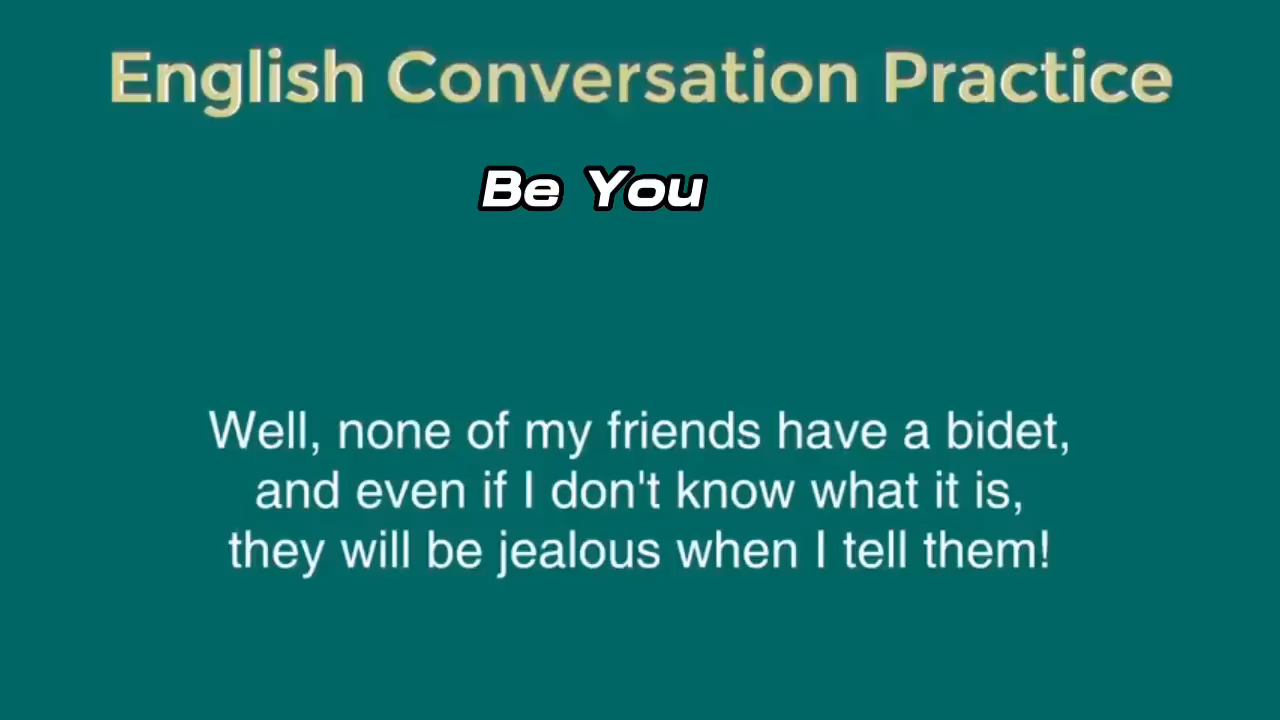 English Conversation Practice
Be You
Well, none of my friends have a bidet,
and even if I don't know what it is,
they will be jealous when I tell them!